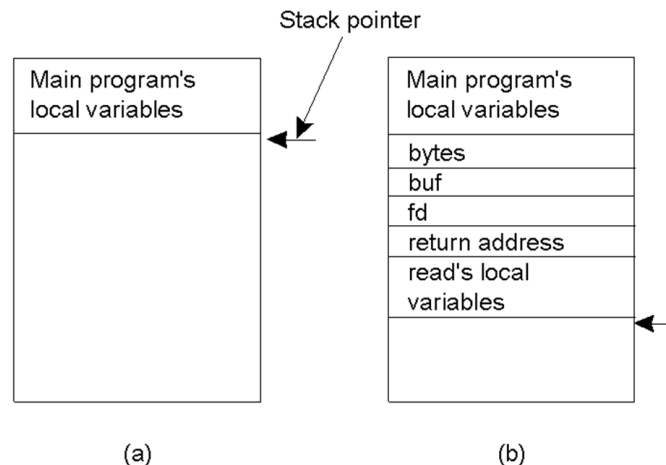 Stack pointer
Main program's
local variables
Main program's
local variables
bytes
buf
fd
return address
read's local
variables
(a)
(b)